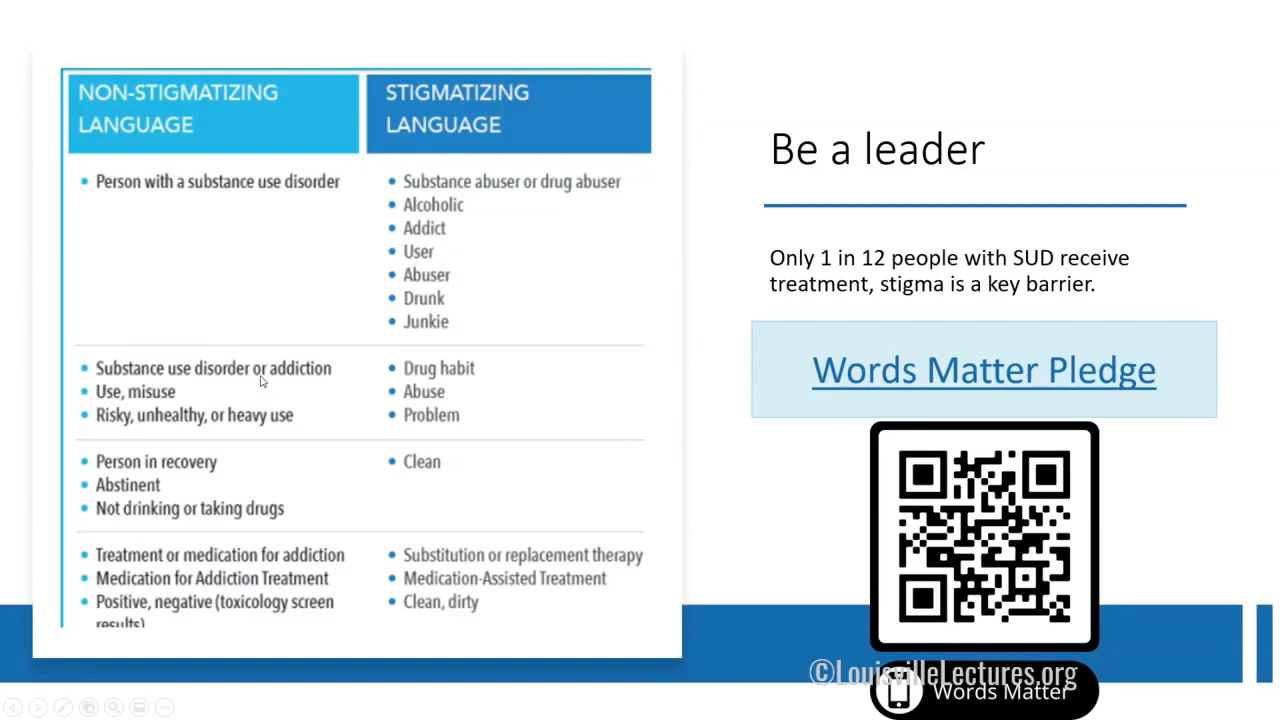 NON-STIGMATIZING
LANGUAGE
STIGMATIZING
LANGUAGE
• Person with a substance use disorder
• Substance abuser or drug abuser
• Alcoholic
• Addict
• User
• Abuser
• Drunk
• Junkie
• Substance use disorder or addiction
• Use, misuse
• Risky, unhealthy, or heavy use
• Drug habit
• Abuse
• Problem
• Person in recovery
• Abstinent
• Not drinking or taking drugs
• Clean
• Treatment or medication for addiction
• Medication for Addiction Treatment
• Positive, negative (toxicology screen
results)
• Substitution or replacement therapy
• Medication-Assisted Treatment
• Clean, dirty
Be a leader
Only 1 in 12 people with SUD receive
treatment, stigma is a key barrier.
Words Matter Pledge
©LouisvilleLectures.org
Words Matter